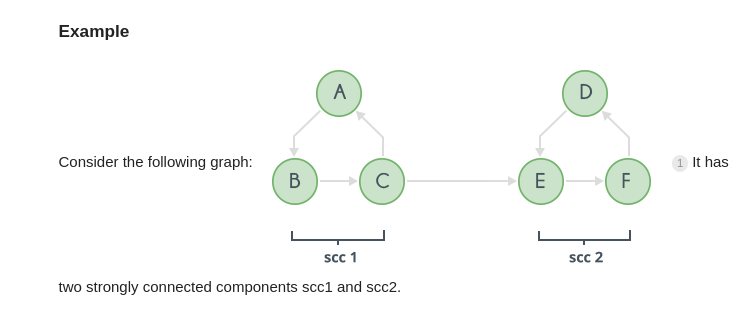 Example
A
D
Consider the following graph:
1 It has
B
C
E
F
scc 1
scc 2
two strongly connected components scc1 and scc2.